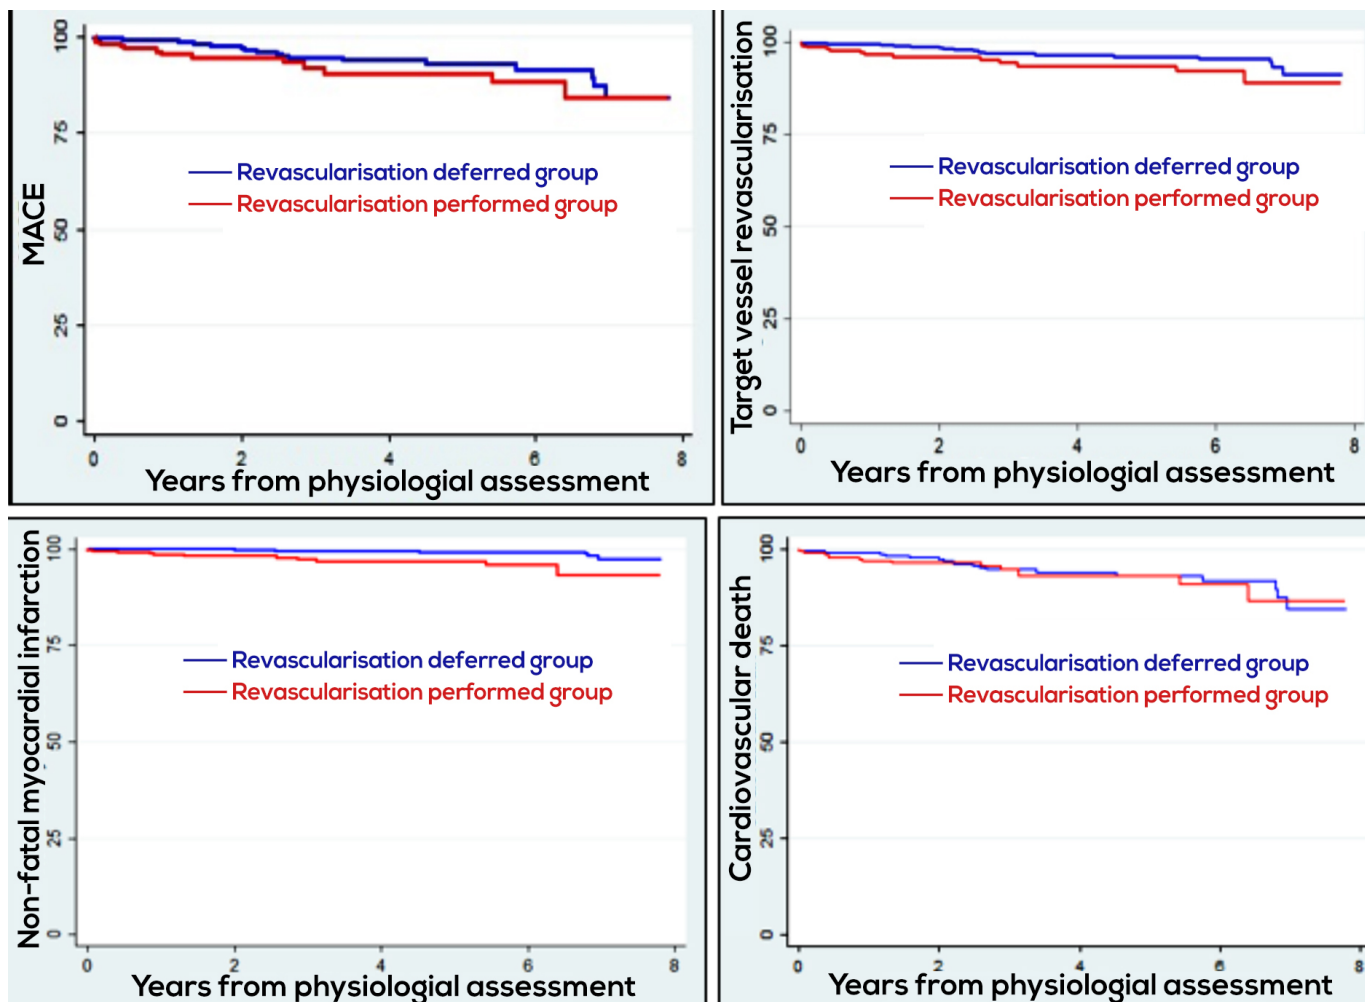 MACE
100
75
50
25
0
Revascularisation deferred group
Revascularisation performed group
0 2 4 6 8
Years from physiologial assessment
Target vessel revascularisation
100
75
50
25
0
Revascularisation deferred group
Revascularisation performed group
0 2 4 6 8
Years from physiologial assessment
Non-fatal myocardial infarction
100
75
50
25
0
Revascularisation deferred group
Revascularisation performed group
0 2 4 6 8
Years from physiologial assessment
Cardiovascular death
100
75
50
25
0
Revascularisation deferred group
Revascularisation performed group
0 2 4 6 8
Years from physiologial assessment